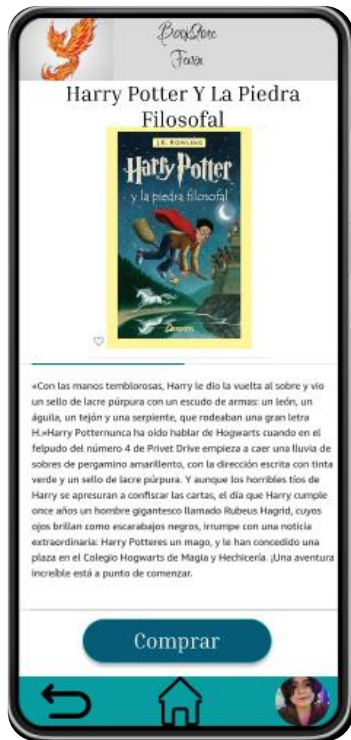 BookStore
Fenix
Harry Potter Y La Piedra
Filosofal
J.K. ROWLING
Harry Potter
y la piedra filosofal
«Con las manos temblorosas, Harry le dio la vuelta al sobre y vio
un sello de lacre púrpura con un escudo de armas: un león, un
águila, un tejón y una serpiente, que rodeaban una gran letra
H.»Harry Potternunca ha oído hablar de Hogwarts cuando en el
felpudo del número 4 de Privet Drive empieza a caer una lluvia de
sobres de pergamino amarillento, con la dirección escrita con tinta
verde y un sello de lacre púrpura. Y aunque los horribles tíos de
Harry se apresuran a confiscar las cartas, el día que Harry cumple
once años un hombre gigantesco llamado Rubeus Hagrid, cuyos
ojos brillan como escarabajos negros, irrumpe con una noticia
extraordinaria: Harry Potteres un mago, y le han concedido una
plaza en el Colegio Hogwarts de Magia y Hechicería. ¡Una aventura
increíble está a punto de comenzar.
Comprar